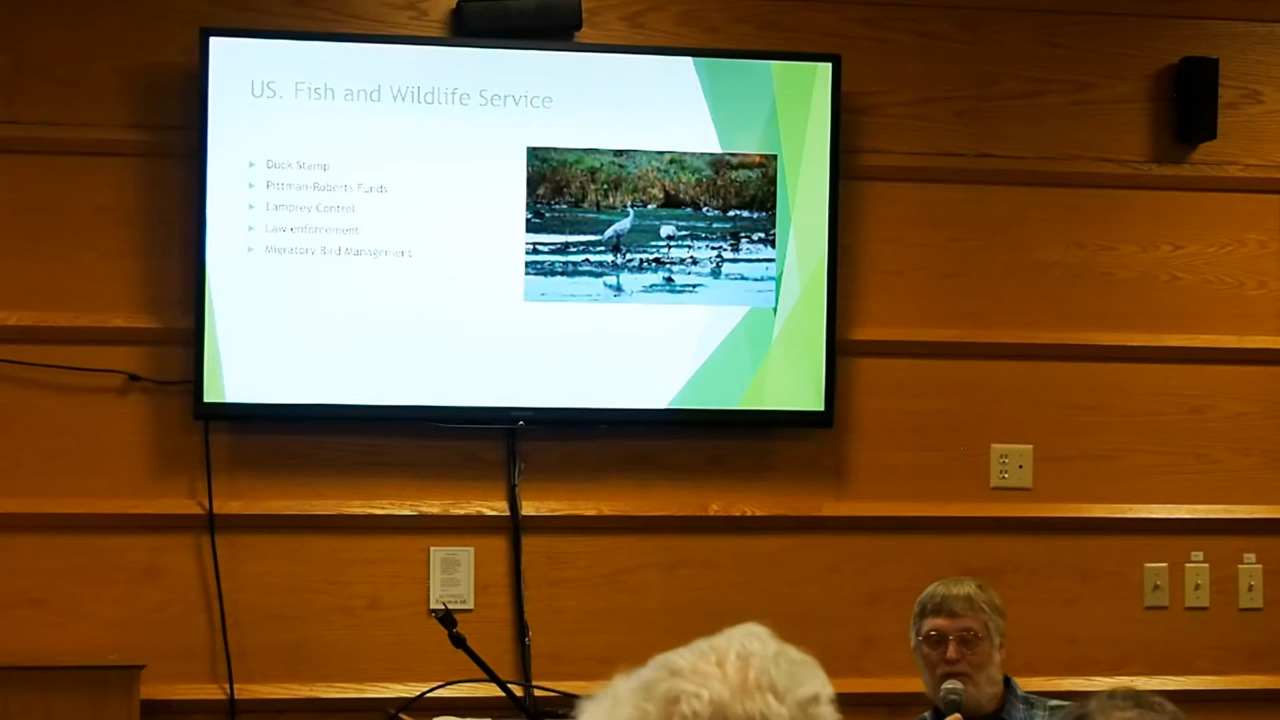 US. Fish and Wildlife Service
Duck Stamp
Pittman-Roberts Funds
Lamprey Control
Law enforcement
Migratory Bird Management